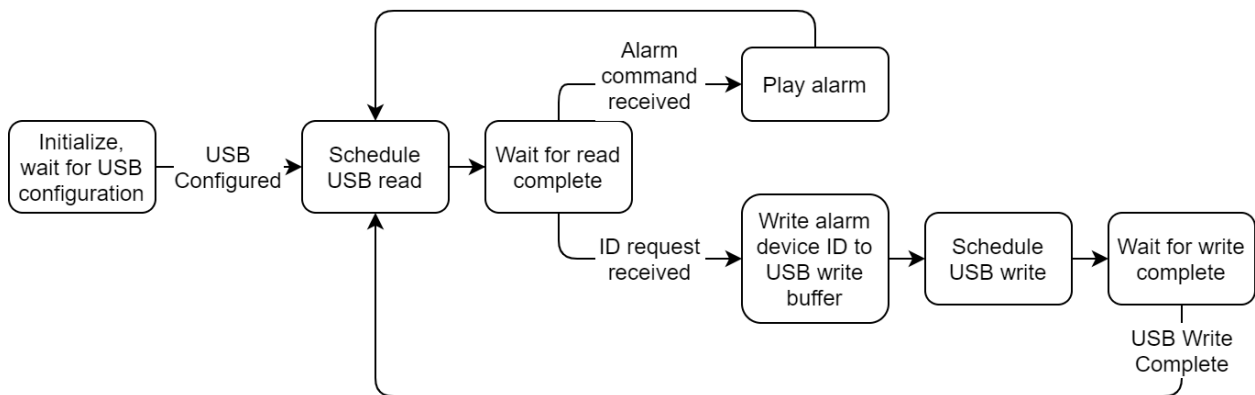 Initialize,
wait for USB
configuration
USB
Configured
Schedule
USB read
Wait for read
complete
Alarm
command
received
Play alarm
ID request
received
Write alarm
device ID to
USB write
buffer
Schedule
USB write
Wait for write
complete
USB Write
Complete